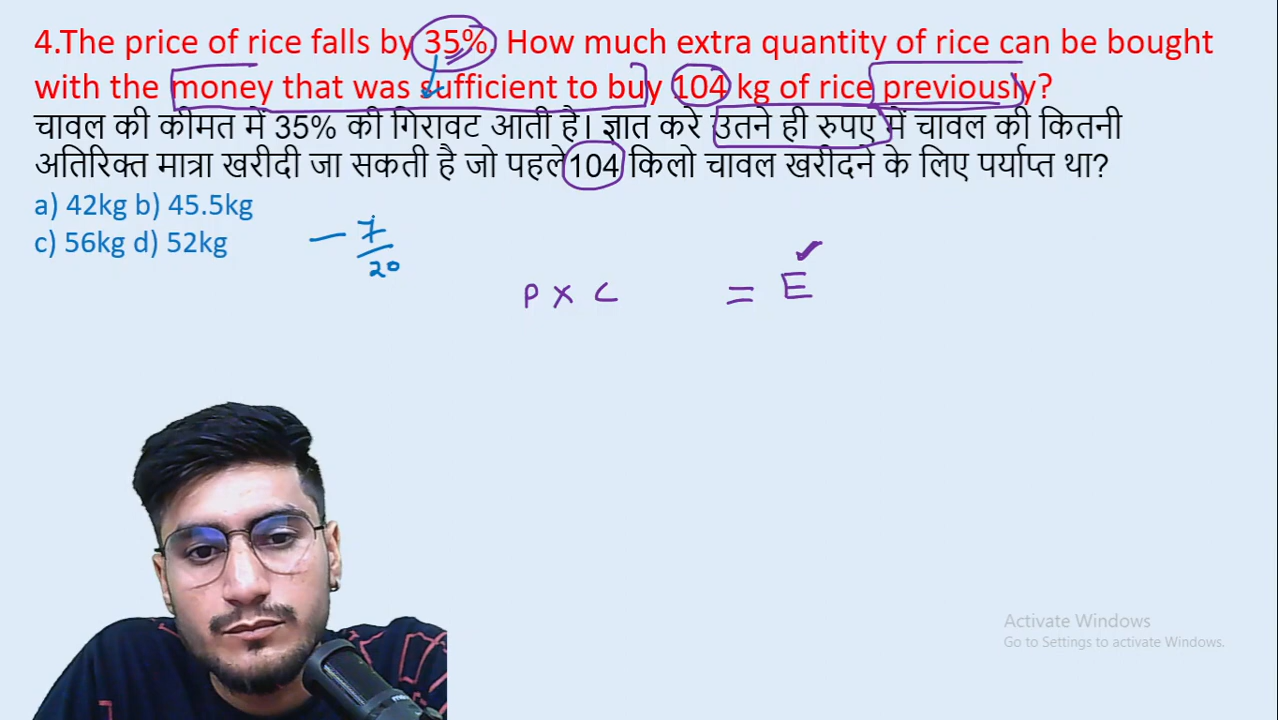 4.The price of rice falls by 35%. How much extra quantity of rice can be bought
with the money that was sufficient to buy 104 kg of rice previously?
चावल की कीमत में 35% की गिरावट आती है। ज्ञात करे उतने ही रुपए में चावल की कितनी
अतिरिक्त मात्रा खरीदी जा सकती है जो पहले104 किलो चावल खरीदने के लिए पर्याप्त था?
a) 42kg b) 45.5kg
c) 56kg d) 52kg
— 7/20
P × C = E
Activate Windows
Go to Settings to activate Windows.